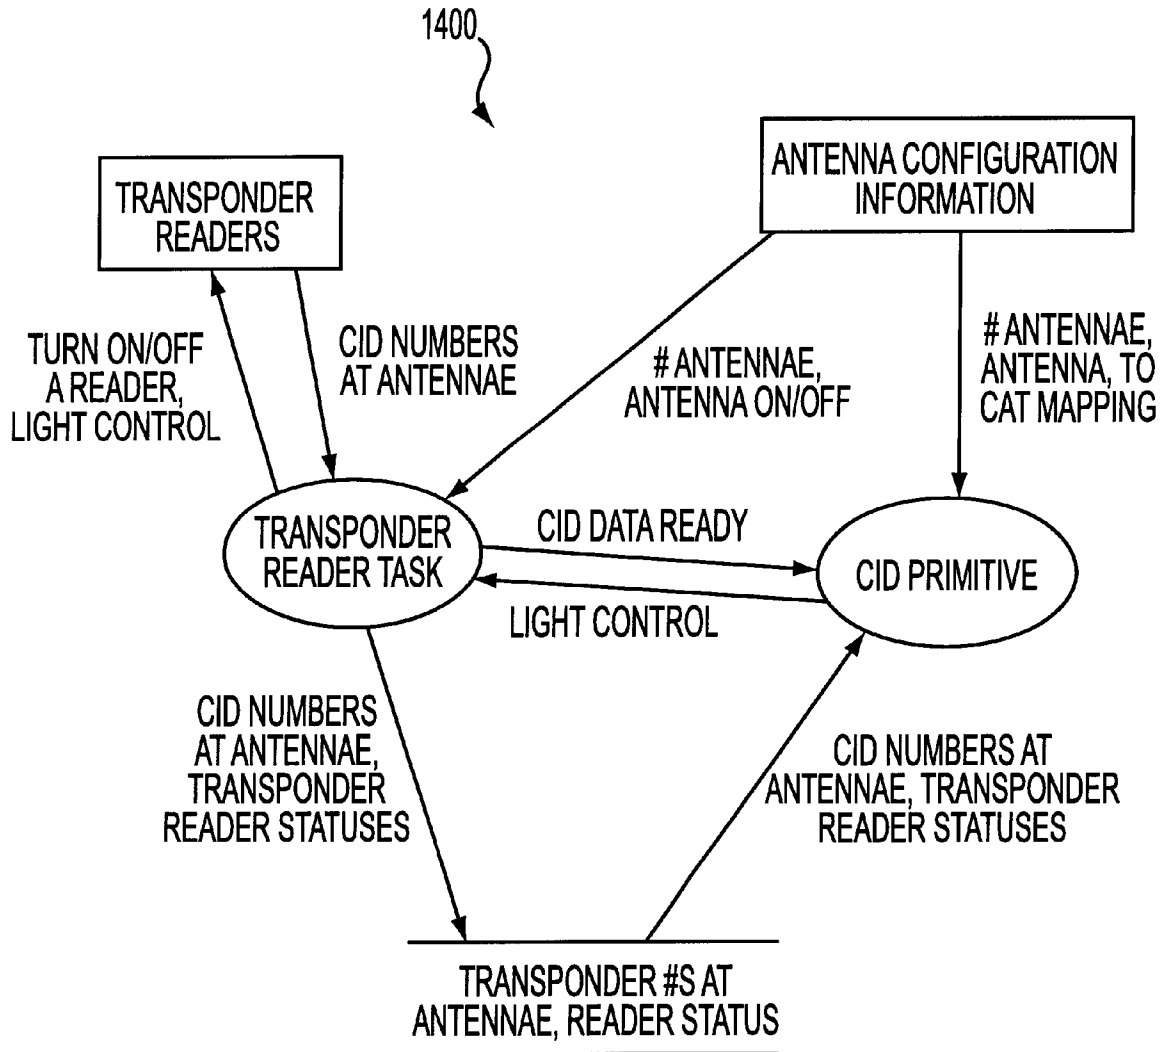 1400
ANTENNA CONFIGURATION
INFORMATION
TRANSPONDER
READERS
TURN ON/OFF
A READER,
LIGHT CONTROL
CID NUMBERS
AT ANTENNAE
# ANTENNAE,
ANTENNA ON/OFF
# ANTENNAE,
ANTENNA, TO
CAT MAPPING
TRANSPONDER
READER TASK
CID DATA READY
LIGHT CONTROL
CID PRIMITIVE
CID NUMBERS
AT ANTENNAE,
TRANSPONDER
READER STATUSES
CID NUMBERS AT
ANTENNAE, TRANSPONDER
READER STATUSES
TRANSPONDER #S AT
ANTENNAE, READER STATUS